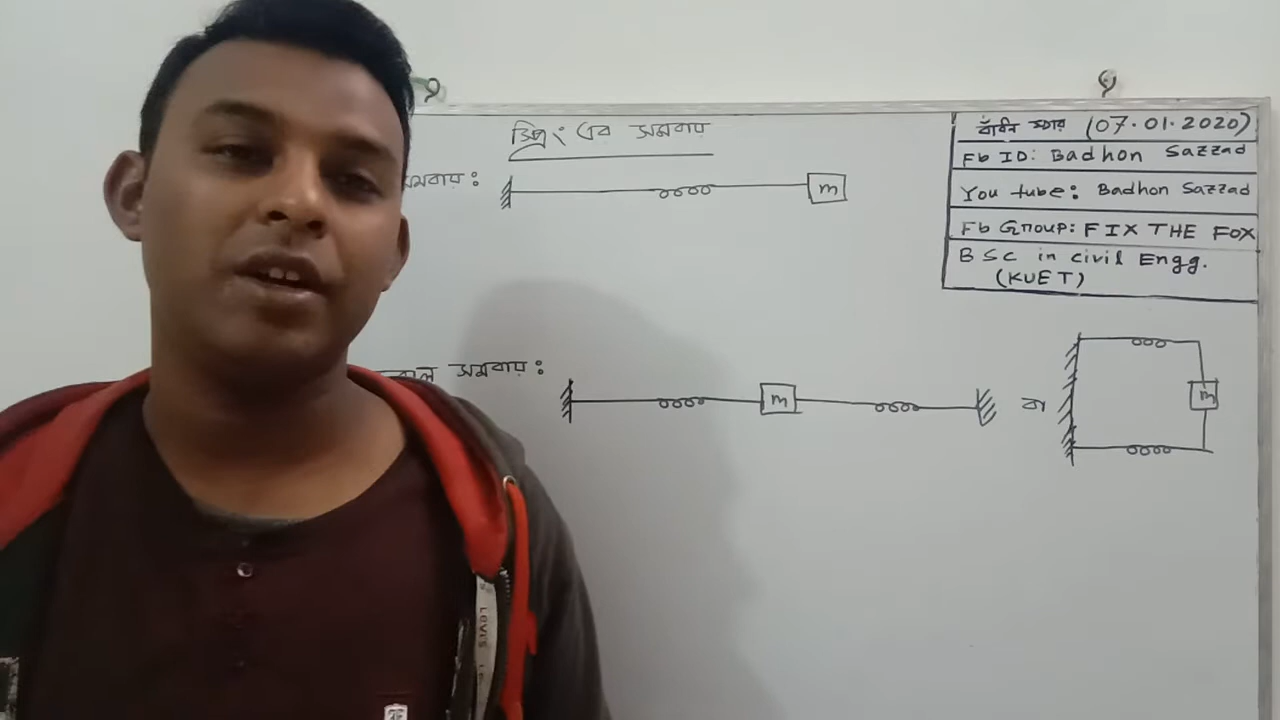 স্প্রিং এর সমবায়
বাঁধন স্যার (07.01.2020)
Fb ID: Badhon Sazzad
You tube: Badhon Sazzad
Fb Group: FIX THE FOX
BSc in civil Engg.
(KUET)
সমবায়:
m
সমবায়:
m
বা
m
LEVI'S